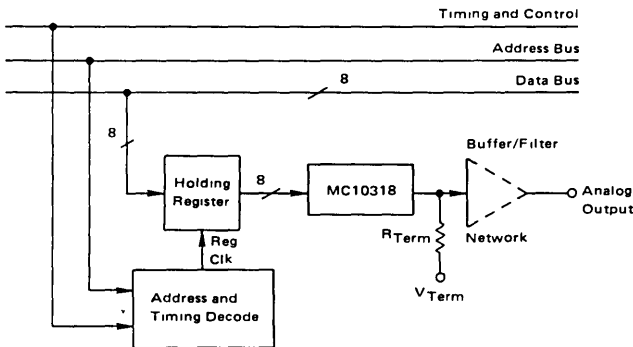 Timing and Control
Address Bus
Data Bus
8
8
Buffer/Filter
Holding
Register
8
MC10318
Analog
Output
RTerm
Network
Reg
Clk
VTerm
Address and
Timing Decode